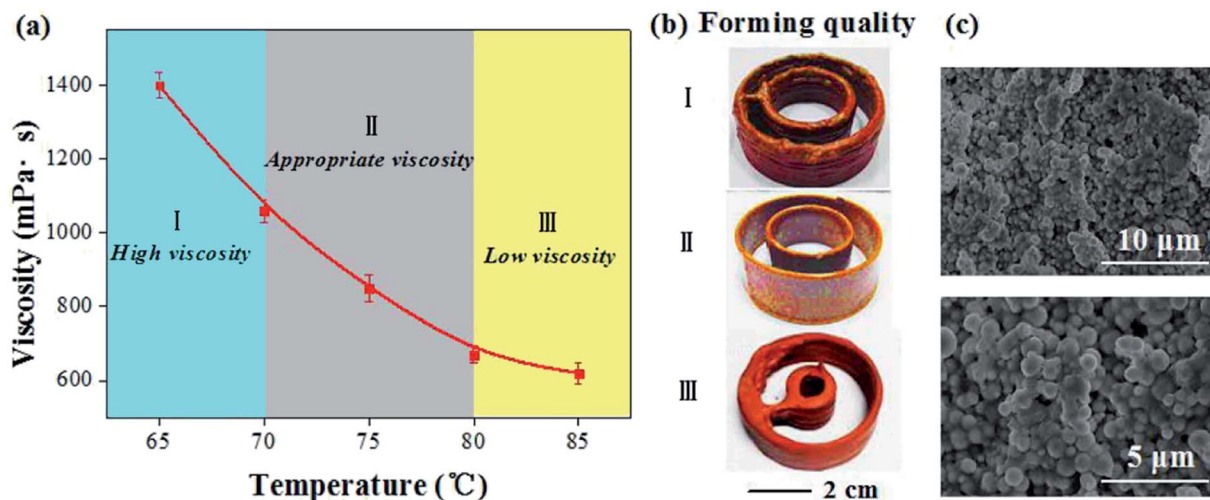 (a)
Viscosity (mPa· s)
1400
1200
1000
800
600
Ⅰ
High viscosity
Ⅱ
Appropriate viscosity
Ⅲ
Low viscosity
65
70
75
80
85
Temperature (℃)
(b) Forming quality
Ⅰ
Ⅱ
Ⅲ
2 cm
(c)
10 μm
5 μm